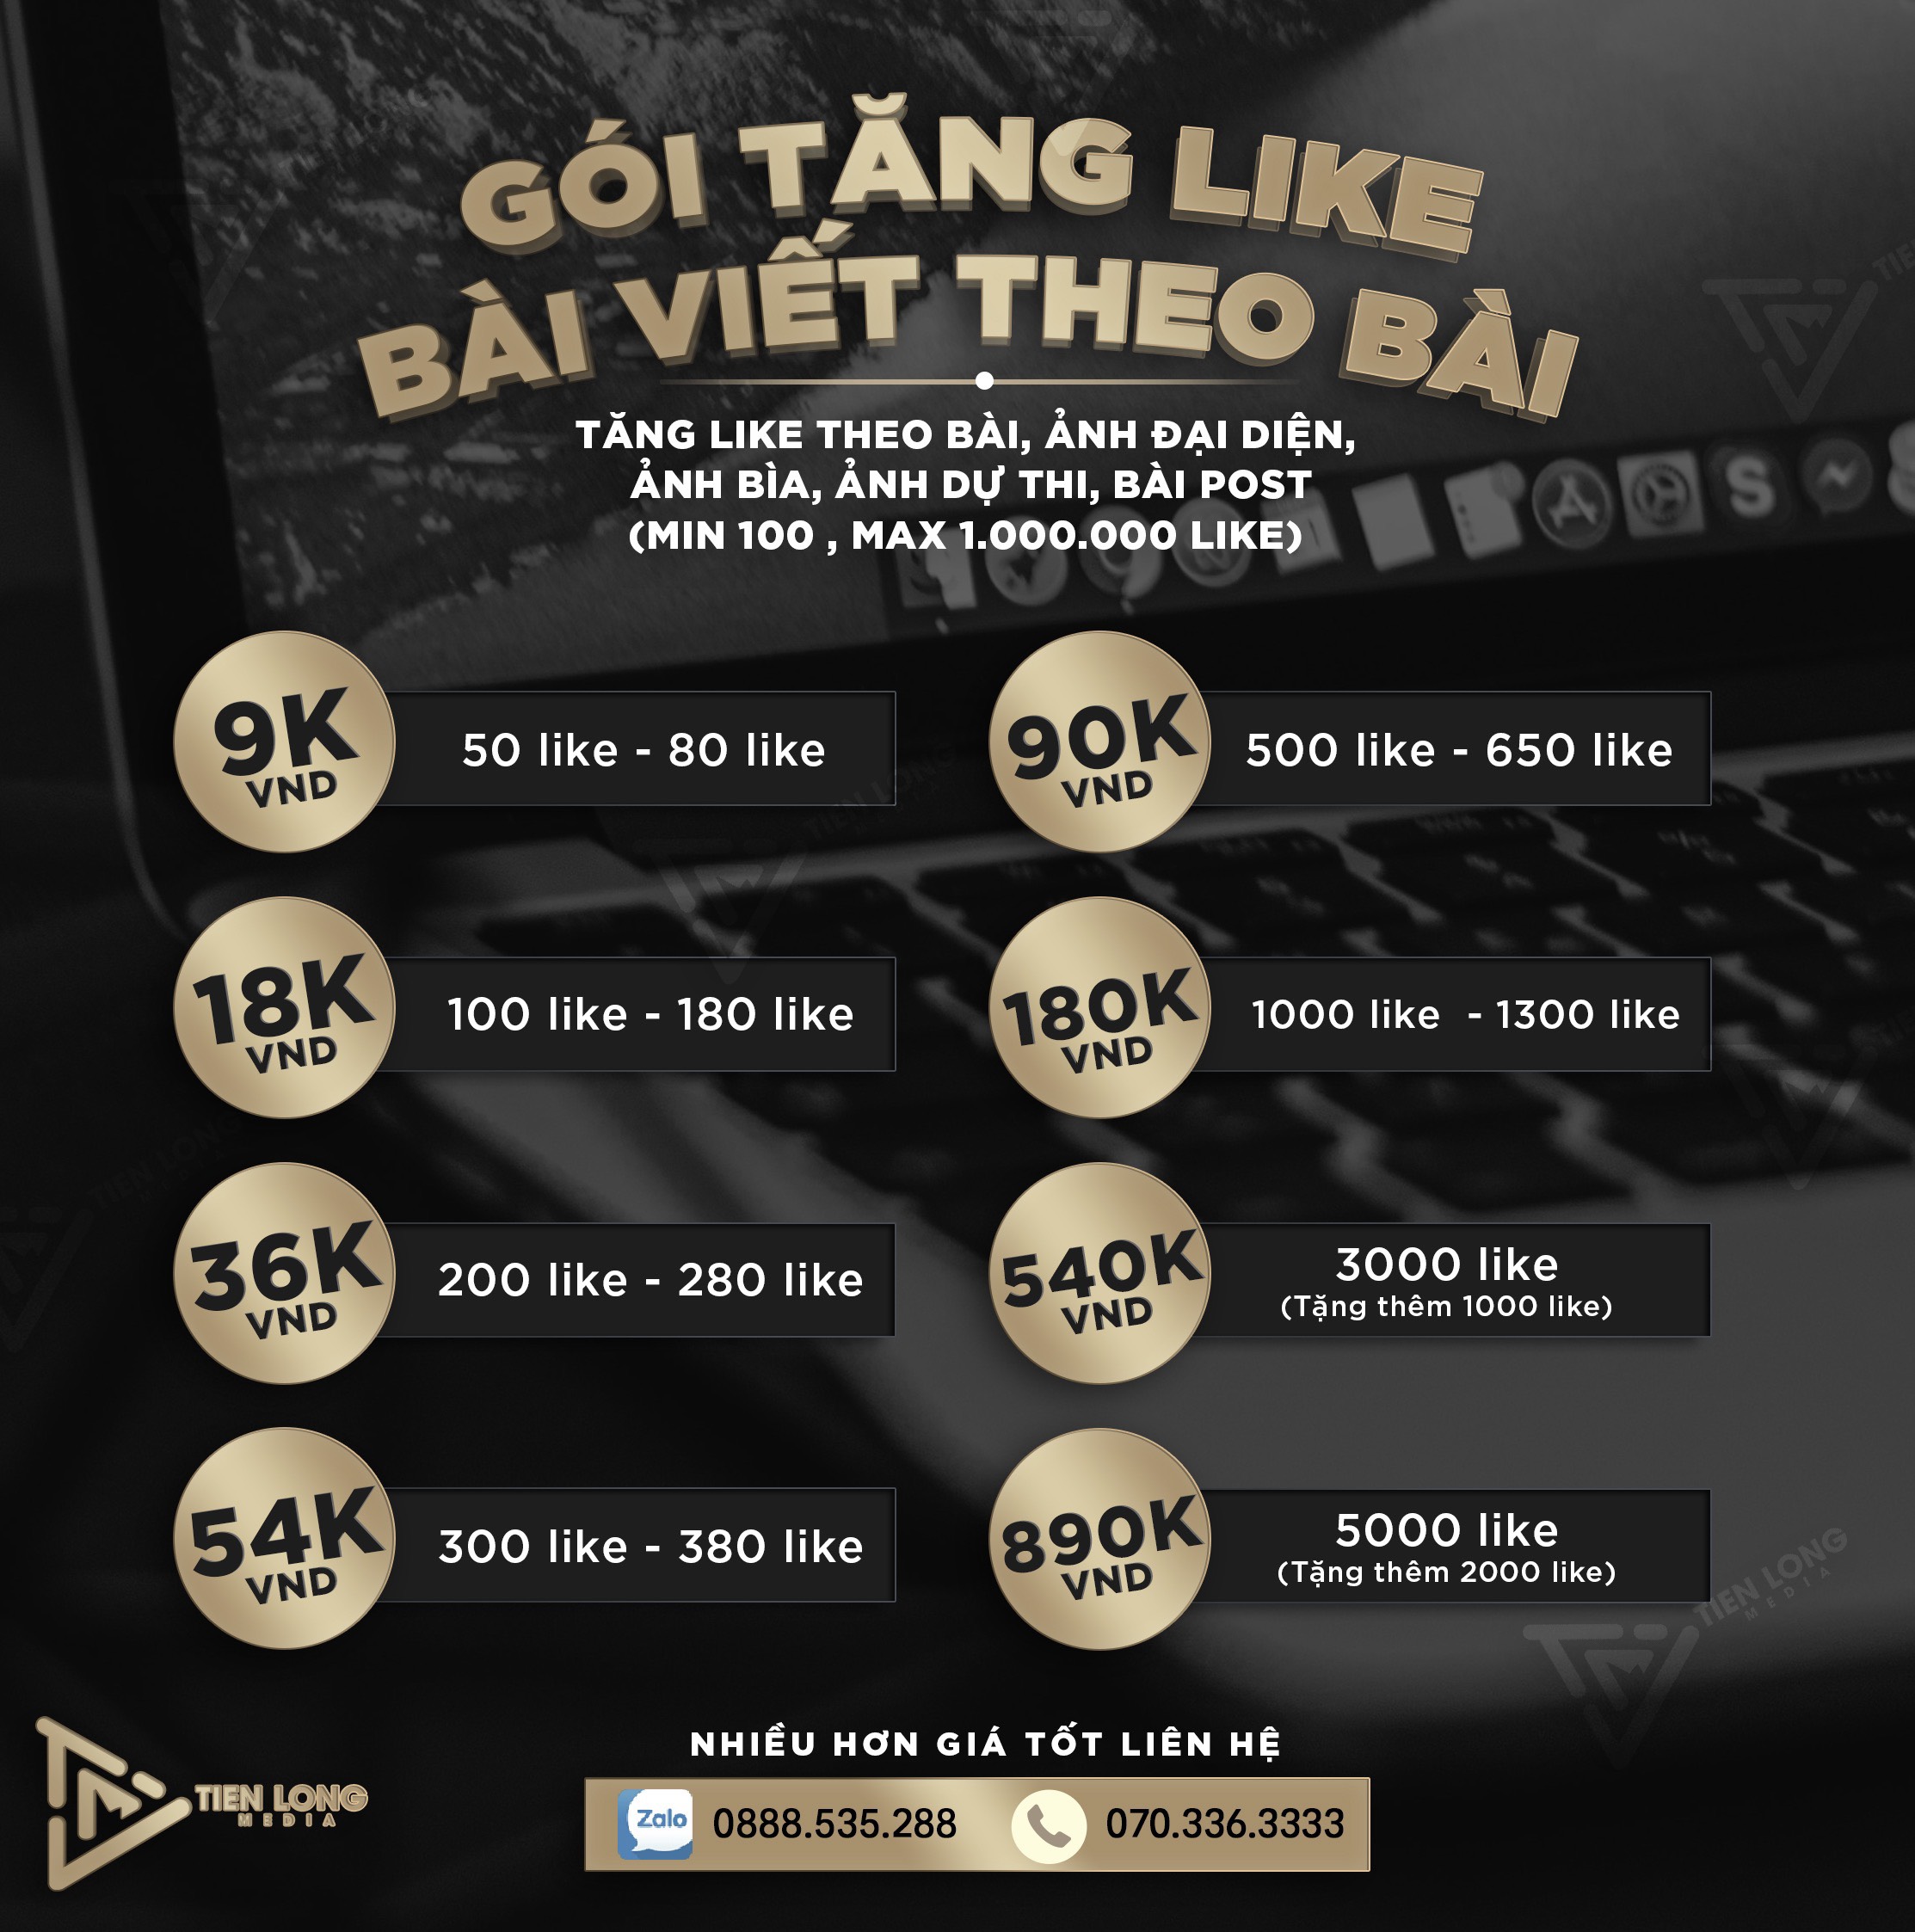 GÓI TĂNG LIKE
BÀI VIẾT THEO BÀI
TĂNG LIKE THEO BÀI, ẢNH ĐẠI DIỆN,
ẢNH BÌA, ẢNH DỰ THI, BÀI POST
(MIN 100 , MAX 1.000.000 LIKE)
9K
VND
50 like - 80 like
90K
VND
500 like - 650 like
18K
VND
100 like - 180 like
180K
VND
1000 like - 1300 like
36K
VND
200 like - 280 like
540K
VND
3000 like
(Tặng thêm 1000 like)
54K
VND
300 like - 380 like
890K
VND
5000 like
(Tặng thêm 2000 like)
TIEN LONG
MEDIA
NHIỀU HƠN GIÁ TỐT LIÊN HỆ
Zalo 0888.535.288 070.336.3333
TIEN LONG
MEDIA